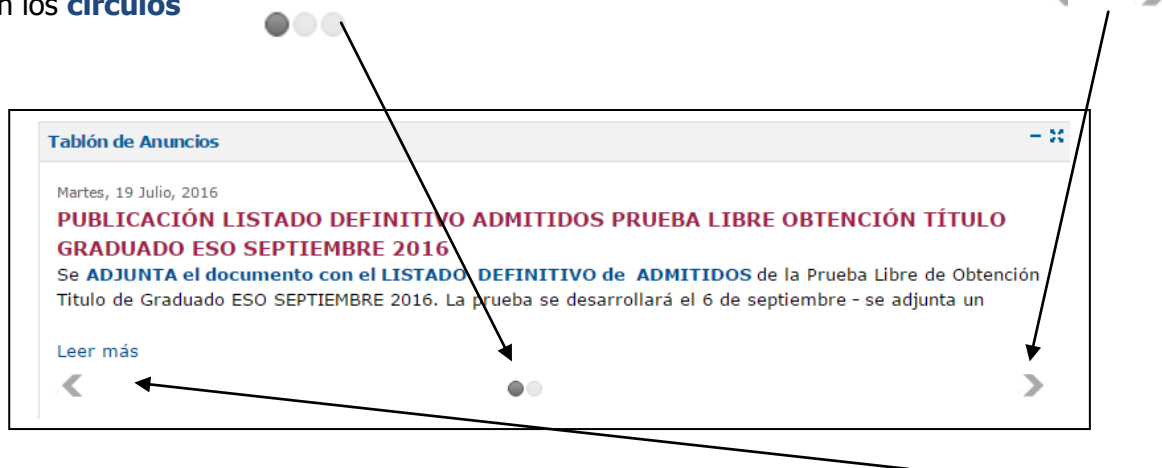 n los círculos
Tablón de Anuncios
Martes, 19 Julio, 2016
PUBLICACIÓN LISTADO DEFINITIVO ADMITIDOS PRUEBA LIBRE OBTENCIÓN TÍTULO
GRADUADO ESO SEPTIEMBRE 2016
Se ADJUNTA el documento con el LISTADO DEFINITIVO de ADMITIDOS de la Prueba Libre de Obtención
Titulo de Graduado ESO SEPTIEMBRE 2016. La prueba se desarrollará el 6 de septiembre - se adjunta un
Leer más